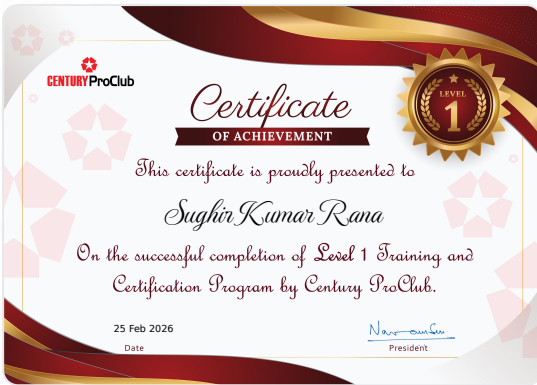 CENTURY ProClub
LEVEL
1
Certificate
OF ACHIEVEMENT
This certificate is proudly presented to
Sughir Kumar Rana
On the successful completion of Level 1 Training and
Certification Program by Century ProClub.
25 Feb 2026
Date
President